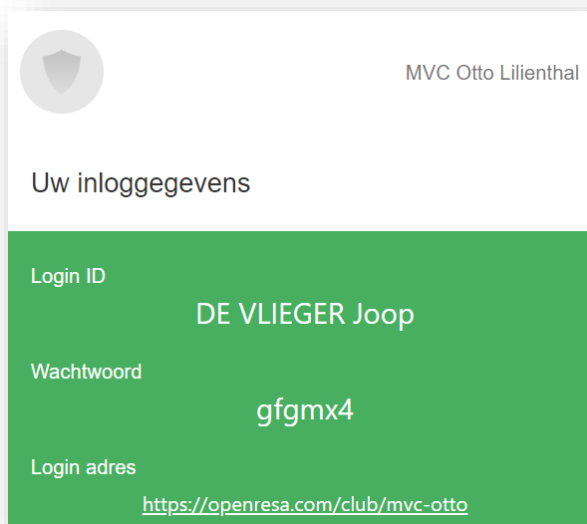 MVC Otto Lilienthal
Uw inloggegevens
Login ID
DE VLIEGER Joop
Wachtwoord
gfgmx4
Login adres
https://openresa.com/club/mvc-otto